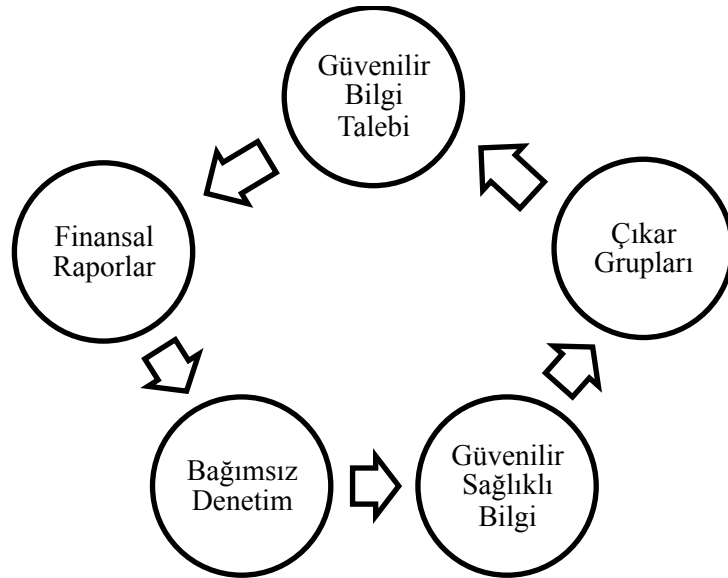 Güvenilir
Bilgi
Talebi
Finansal
Raporlar
Çıkar
Grupları
Bağımsız
Denetim
Güvenilir
Sağlıklı
Bilgi